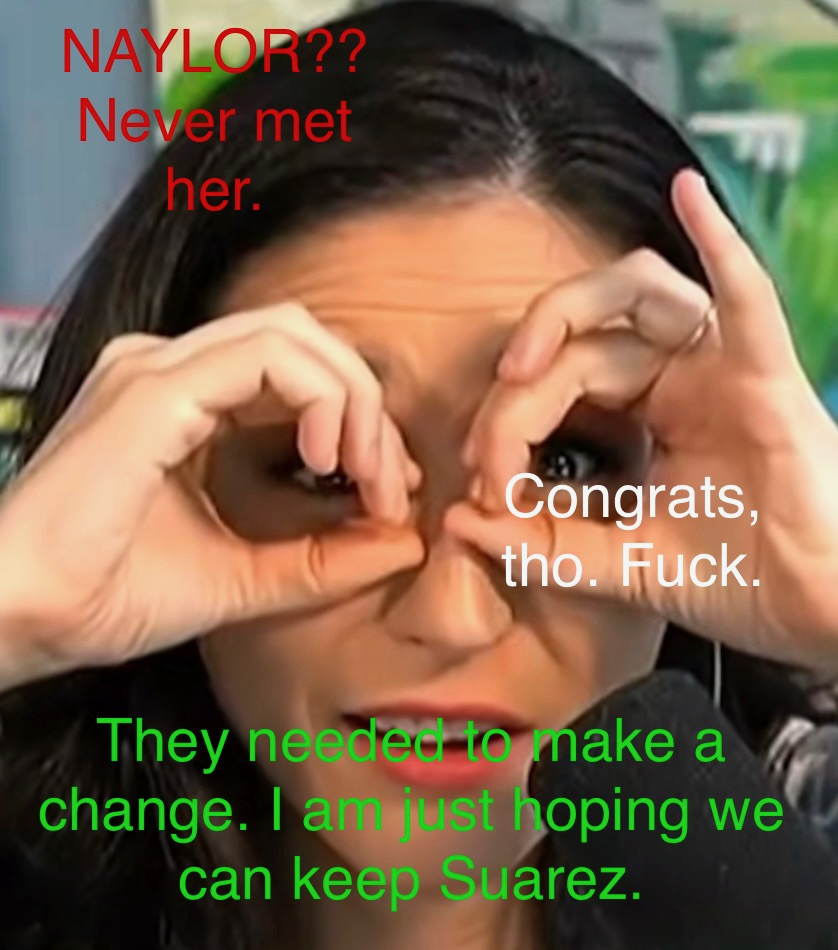 NAYLOR??
Never met
her.
Congrats,
tho. Fuck.
They needed to make a
change. I am just hoping we
can keep Suarez.